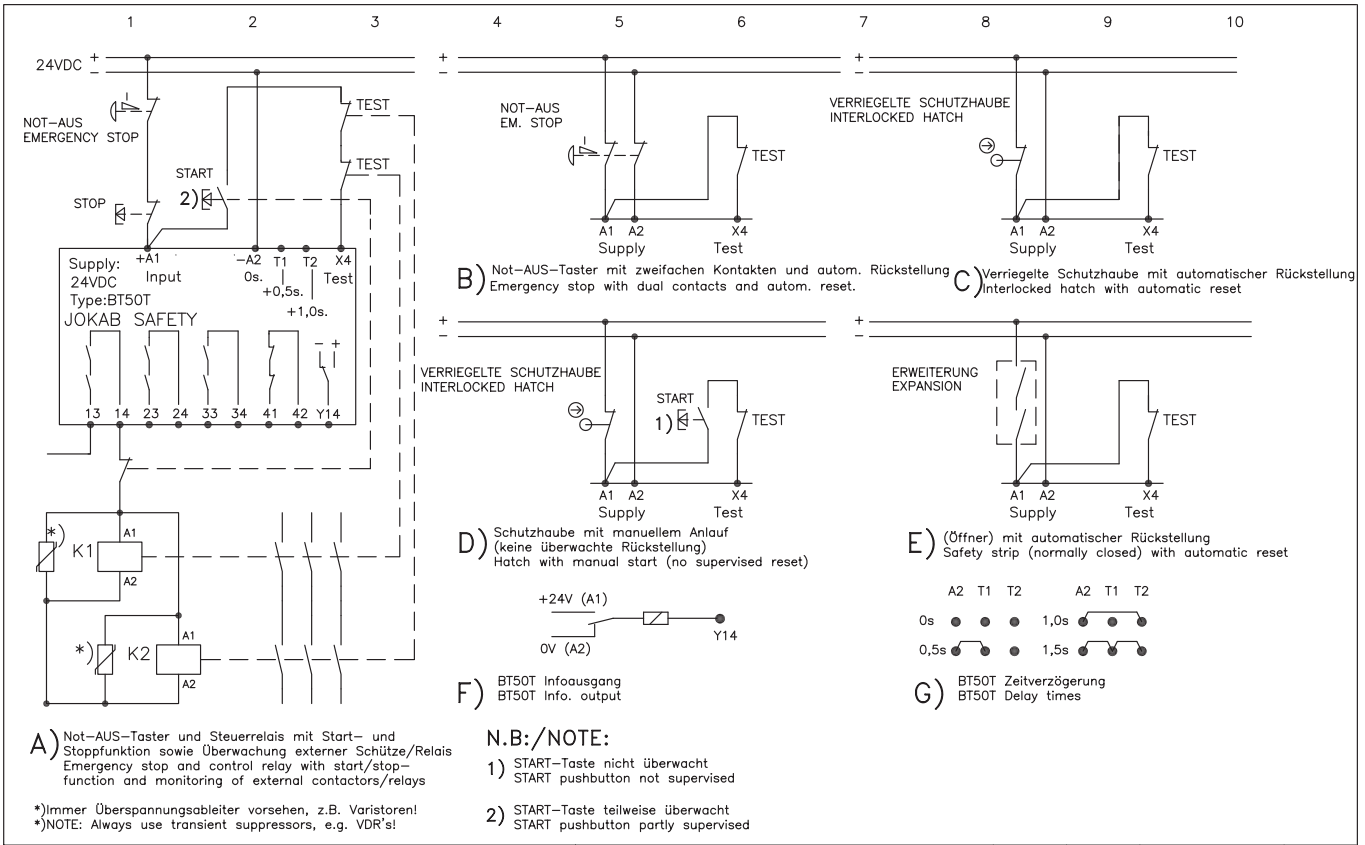 1 2 3 4 5 6 7 8 9 10
24VDC + −
NOT−AUS
EMERGENCY STOP
TEST
TEST
START
2)
STOP
+A1 −A2 T1 T2 X4
Input 0s. Test
+0,5s.
+1,0s.
Supply:
24VDC
Type:BT50T
JOKAB SAFETY
− +
13 14 23 24 33 34 41 42 Y14
*) K1 A1
A2
*) K2 A1
A2
A) Not−AUS−Taster und Steuerrelais mit Start− und
Stoppfunktion sowie Überwachung externer Schütze/Relais
Emergency stop and control relay with start/stop−
function and monitoring of external contactors/relays
*)Immer Überspannungsableiter vorsehen, z.B. Varistoren!
*)NOTE: Always use transient suppressors, e.g. VDR's!
+
−
NOT−AUS
EM. STOP
TEST
A1 A2 X4
Supply Test
B) Not−AUS−Taster mit zweifachen Kontakten und autom. Rückstellung
Emergency stop with dual contacts and autom. reset.
+
−
VERRIEGELTE SCHUTZHAUBE
INTERLOCKED HATCH
TEST
A1 A2 X4
Supply Test
C) Verriegelte Schutzhaube mit automatischer Rückstellung
Interlocked hatch with automatic reset
+
−
VERRIEGELTE SCHUTZHAUBE
INTERLOCKED HATCH
START
1)
TEST
A1 A2 X4
Supply Test
D) Schutzhaube mit manuellem Anlauf
(keine überwachte Rückstellung)
Hatch with manual start (no supervised reset)
+
−
ERWEITERUNG
EXPANSION
TEST
A1 A2 X4
Supply Test
E) (Öffner) mit automatischer Rückstellung
Safety strip (normally closed) with automatic reset
+24V (A1)
0V (A2)
Y14
F) BT50T Infoausgang
BT50T Info. output
A2 T1 T2 A2 T1 T2
0s 1,0s
0,5s 1,5s
G) BT50T Zeitverzögerung
BT50T Delay times
N.B:/NOTE:
1) START−Taste nicht überwacht
START pushbutton not supervised
2) START−Taste teilweise überwacht
START pushbutton partly supervised